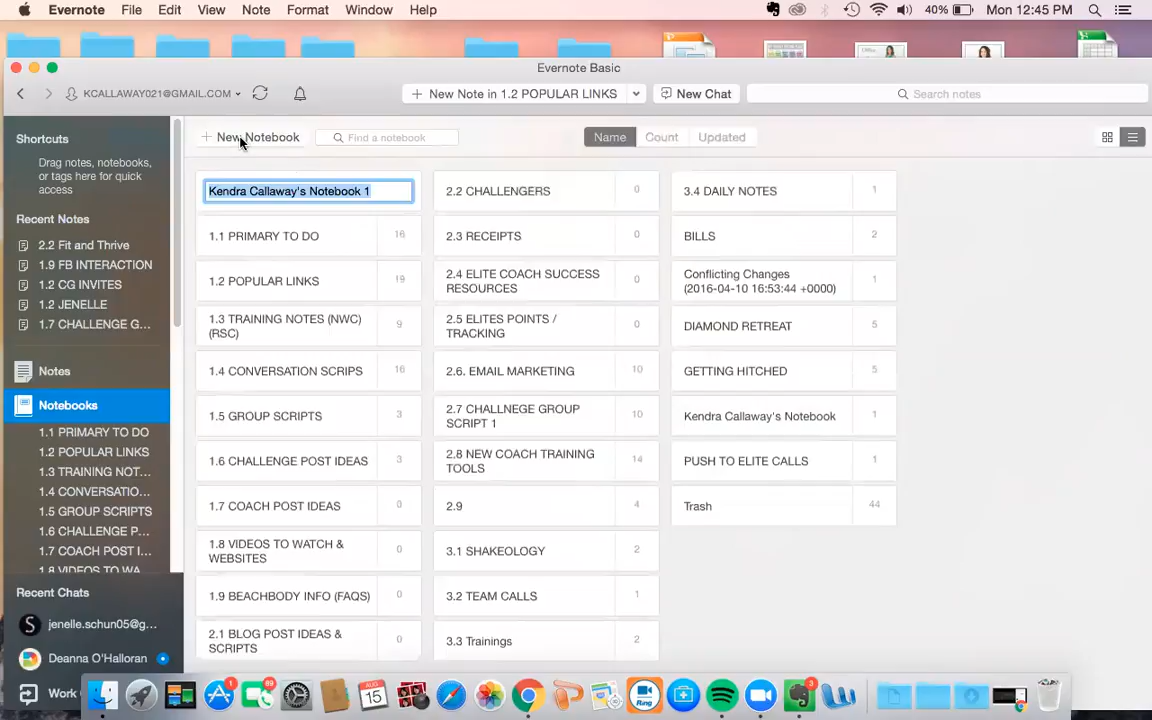 Evernote File Edit View Note Format Window Help 40% Mon 12:45 PM
Evernote Basic
KCALLAWAY021@GMAIL.COM + New Note in 1.2 POPULAR LINKS New Chat Search notes
+ New Notebook Find a notebook Name Count Updated
Shortcuts
Drag notes, notebooks,
or tags here for quick
access
Recent Notes
2.2 Fit and Thrive
1.9 FB INTERACTION
1.2 CG INVITES
1.2 JENELLE
1.7 CHALLENGE G...
Notes
Notebooks
1.1 PRIMARY TO DO
1.2 POPULAR LINKS
1.3 TRAINING NOT...
1.4 CONVERSATIO...
1.5 GROUP SCRIPTS
1.6 CHALLENGE P...
1.7 COACH POST I...
1.8 VIDEOS TO WA...
Recent Chats
jenelle.schun05@g...
Deanna O'Halloran
Work
Kendra Callaway's Notebook 1
1.1 PRIMARY TO DO 16
1.2 POPULAR LINKS 19
1.3 TRAINING NOTES (NWC)
(RSC) 9
1.4 CONVERSATION SCRIPS 16
1.5 GROUP SCRIPTS 3
1.6 CHALLENGE POST IDEAS 3
1.7 COACH POST IDEAS 0
1.8 VIDEOS TO WATCH &
WEBSITES 0
1.9 BEACHBODY INFO (FAQS) 0
2.1 BLOG POST IDEAS &
SCRIPTS 0
2.2 CHALLENGERS 0
2.3 RECEIPTS 0
2.4 ELITE COACH SUCCESS
RESOURCES 0
2.5 ELITES POINTS /
TRACKING 0
2.6. EMAIL MARKETING 10
2.7 CHALLNEGE GROUP
SCRIPT 1 10
2.8 NEW COACH TRAINING
TOOLS 14
2.9 4
3.1 SHAKEOLOGY 2
3.2 TEAM CALLS 1
3.3 Trainings 2
3.4 DAILY NOTES 1
BILLS 2
Conflicting Changes
(2016-04-10 16:53:44 +0000) 1
DIAMOND RETREAT 5
GETTING HITCHED 5
Kendra Callaway's Notebook 1
PUSH TO ELITE CALLS 1
Trash 44
1 89 AUG 15 Ring 3